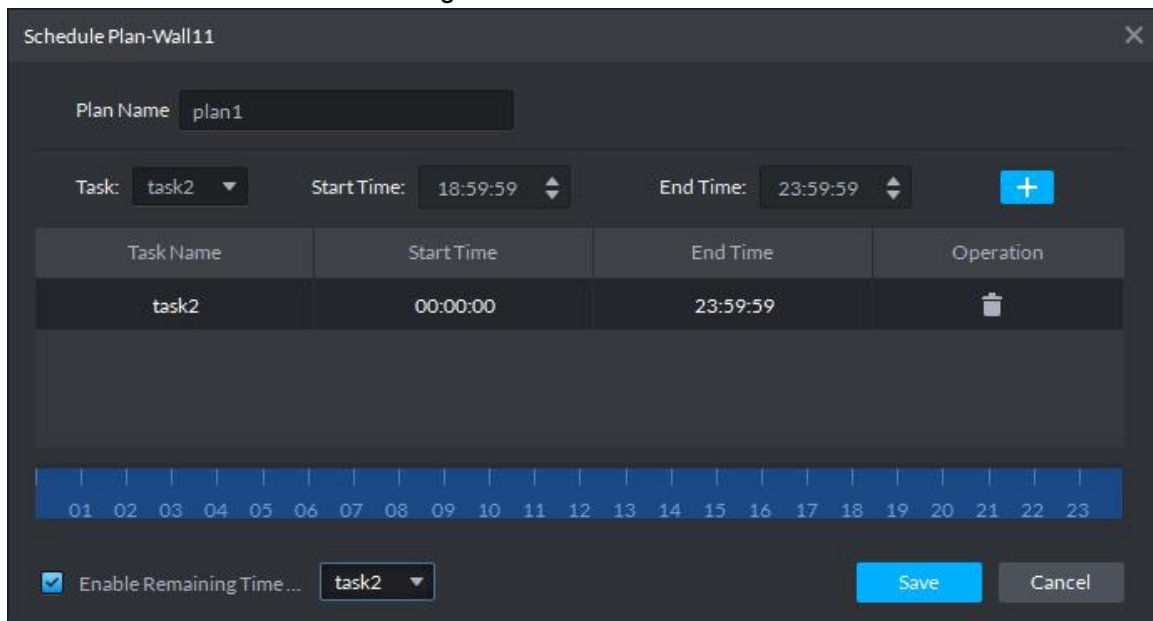 Schedule Plan-Wall11
Plan Name plan1
Task: task2 Start Time: 18:59:59 End Time: 23:59:59 +
Task Name Start Time End Time Operation
task2 00:00:00 23:59:59
01 02 03 04 05 06 07 08 09 10 11 12 13 14 15 16 17 18 19 20 21 22 23
Enable Remaining Time ... task2 Save Cancel